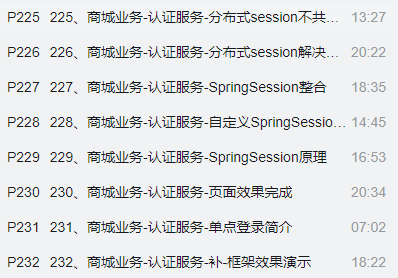 P225 225、商城业务-认证服务-分布式session不共... 13:27
P226 226、商城业务-认证服务-分布式session解决... 20:22
P227 227、商城业务-认证服务-SpringSession整合 18:35
P228 228、商城业务-认证服务-自定义SpringSessio... 14:45
P229 229、商城业务-认证服务-SpringSession原理 16:53
P230 230、商城业务-认证服务-页面效果完成 20:34
P231 231、商城业务-认证服务-单点登录简介 07:02
P232 232、商城业务-认证服务-补-框架效果演示 18:22